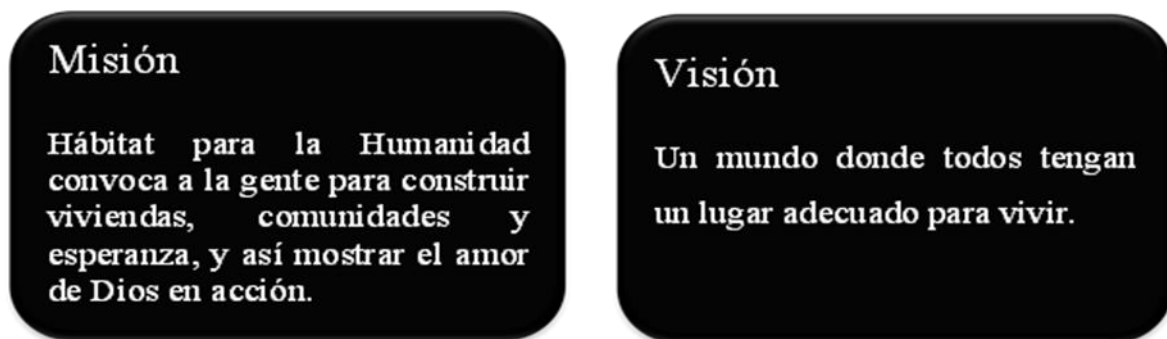 Misión
Hábitat para la Humanidad
convoca a la gente para construir
viviendas, comunidades y
esperanza, y así mostrar el amor
de Dios en acción.
Visión
Un mundo donde todos tengan
un lugar adecuado para vivir.